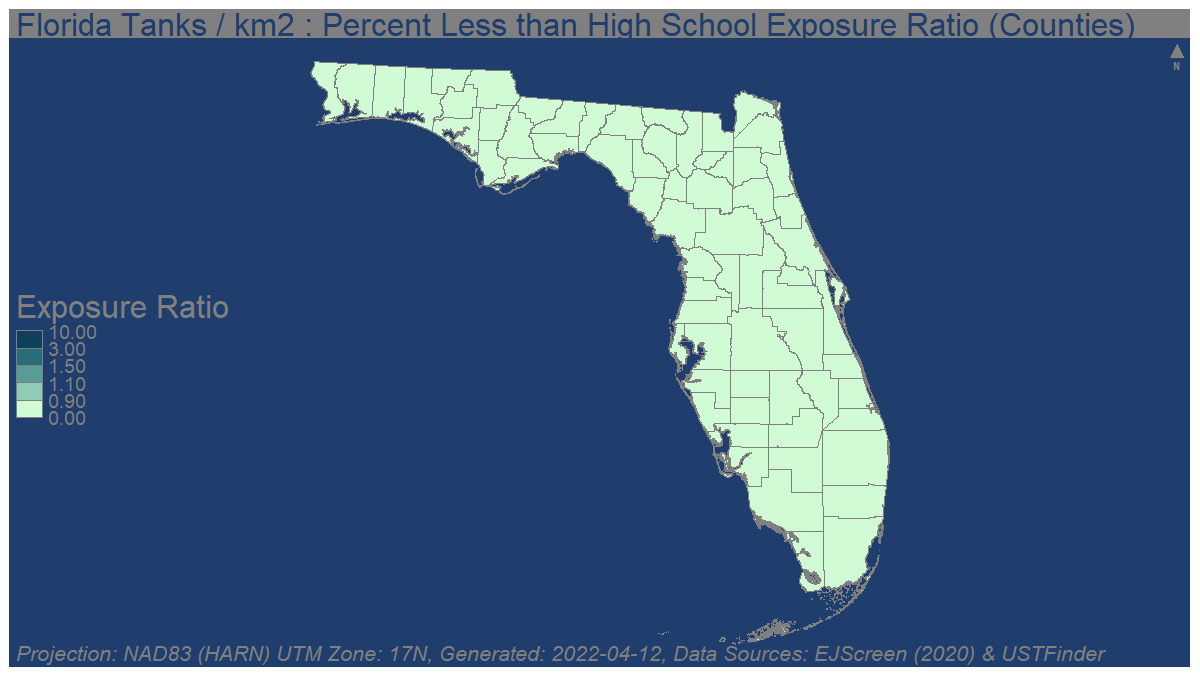 Florida Tanks / km2 : Percent Less than High School Exposure Ratio (Counties)
N
Exposure Ratio
10.00
3.00
1.50
1.10
0.90
0.00
Projection: NAD83 (HARN) UTM Zone: 17N, Generated: 2022-04-12, Data Sources: EJScreen (2020) & USTFinder